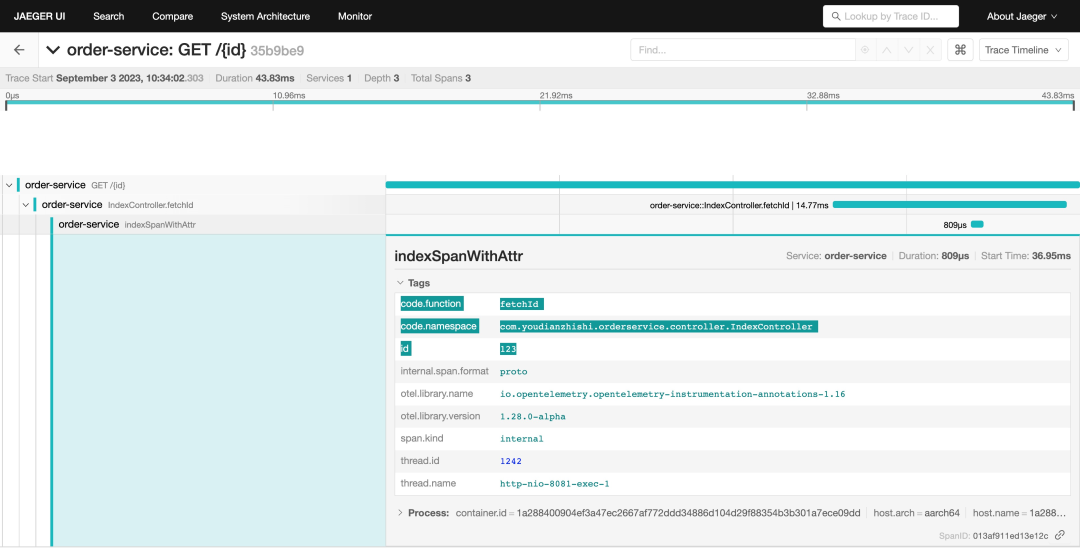 JAEGER UI Search Compare System Architecture Monitor Lookup by Trace ID... About Jaeger
order-service: GET /{id} 35b9be9 Find... ⌘ Trace Timeline
Trace Start September 3 2023, 10:34:02.303 Duration 43.83ms Services 1 Depth 3 Total Spans 3
0μs 10.96ms 21.92ms 32.88ms 43.83ms
order-service GET /{id}
order-service IndexController.fetchId order-service::IndexController.fetchId | 14.77ms
order-service indexSpanWithAttr 809μs
indexSpanWithAttr Service: order-service Duration: 809μs Start Time: 36.95ms
Tags
code.function fetchId
code.namespace com.youdianzhishi.orderservice.controller.IndexController
id 123
internal.span.format proto
otel.library.name io.opentelemetry.opentelemetry-instrumentation-annotations-1.16
otel.library.version 1.28.0-alpha
span.kind internal
thread.id 1242
thread.name http-nio-8081-exec-1
Process: container.id = 1a288400904ef3a47ec2667af772ddd34886d104d29f88354b3b301a7ece09dd host.arch = aarch64 host.name = 1a288...
SpanID: 013af911ed13e12c